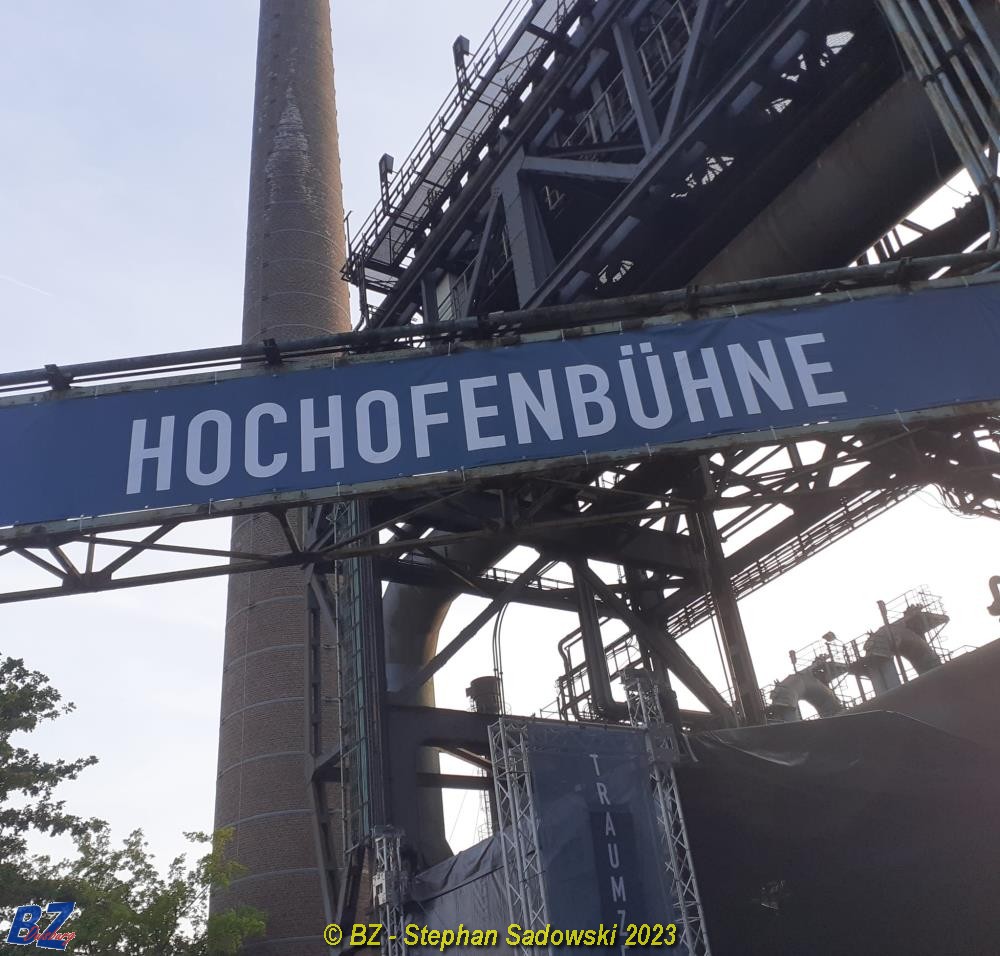 HOCHOFENBÜHNE
TRAUMZ
BZ
© BZ - Stephan Sadowski 2023